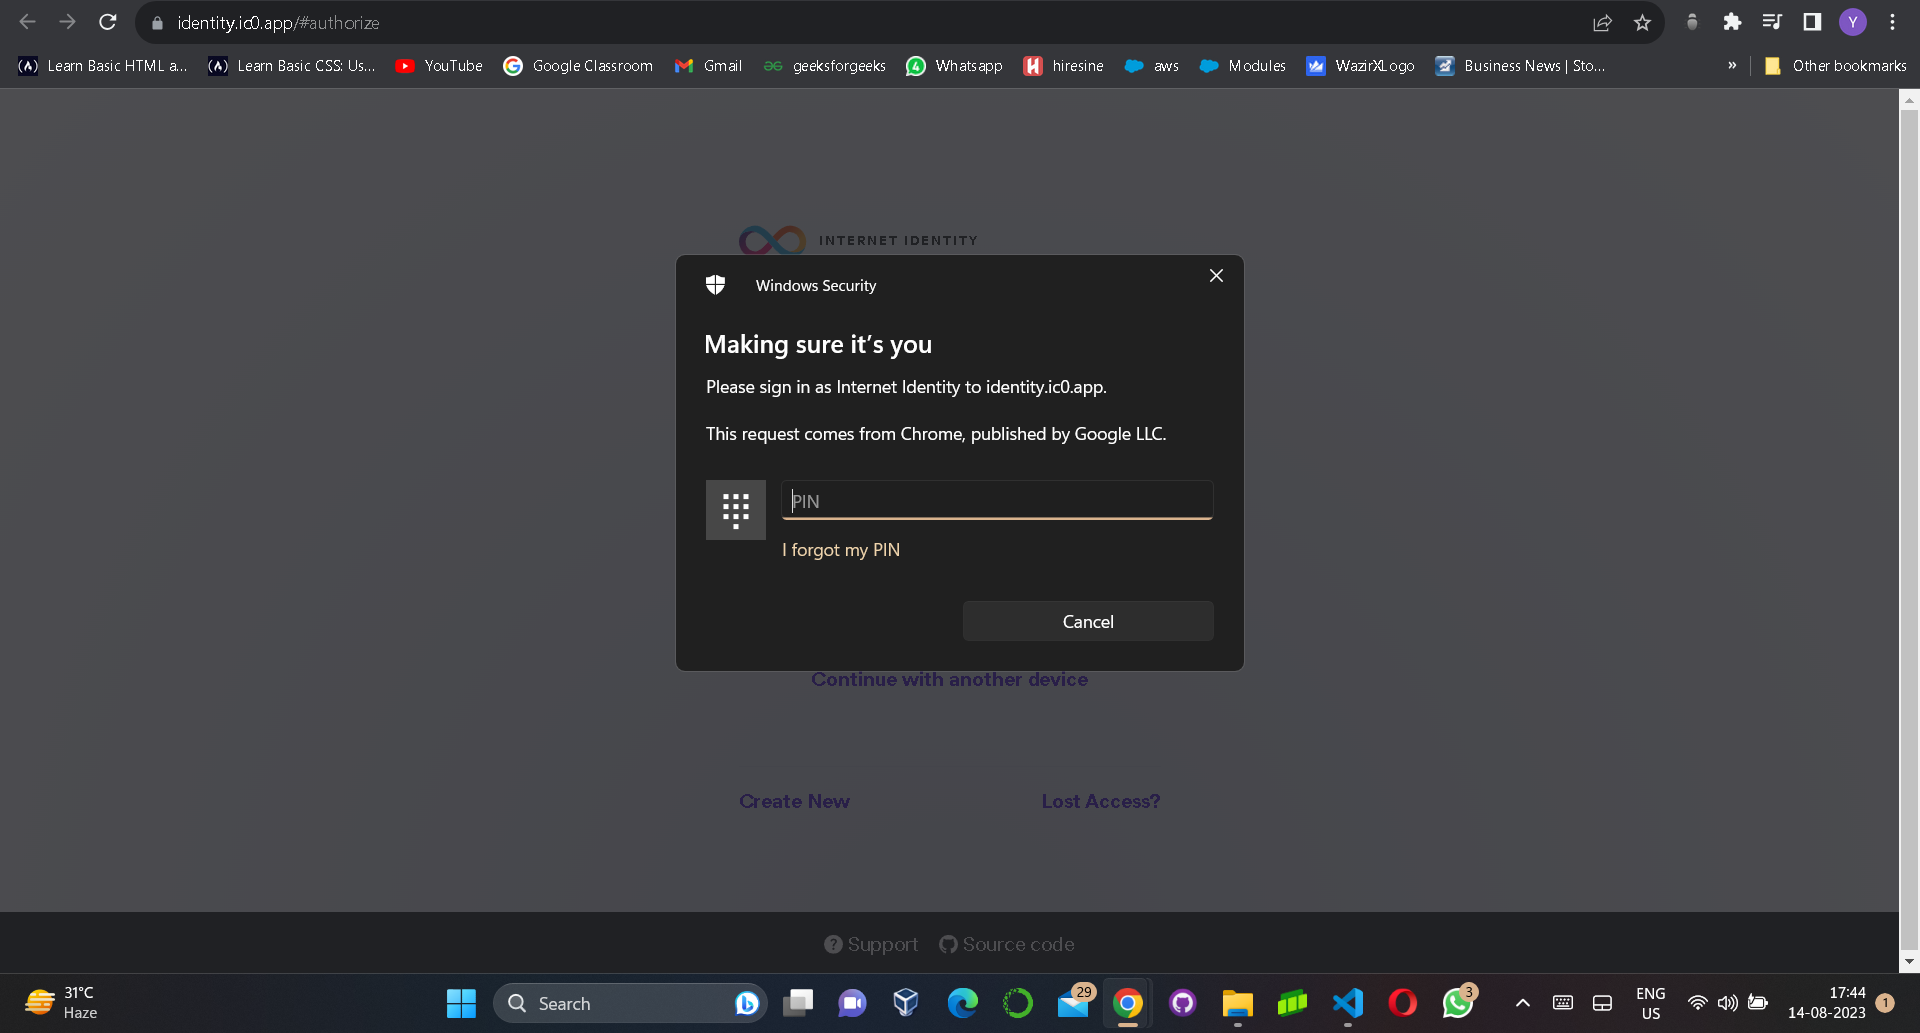 identity.ic0.app/#authorize
Y
Learn Basic HTML a...
Learn Basic CSS: Us...
YouTube
Google Classroom
Gmail
geeksforgeeks
4
Whatsapp
hiresine
aws
Modules
WazirXLogo
Business News | Sto...
»
Other bookmarks
INTERNET IDENTITY
Windows Security
Making sure it’s you
Please sign in as Internet Identity to identity.ic0.app.
This request comes from Chrome, published by Google LLC.
PIN
I forgot my PIN
Cancel
Continue with another device
Create New
Lost Access?
Support
Source code
31°C
Haze
Search
29
3
ENG
US
17:44
14-08-2023
1